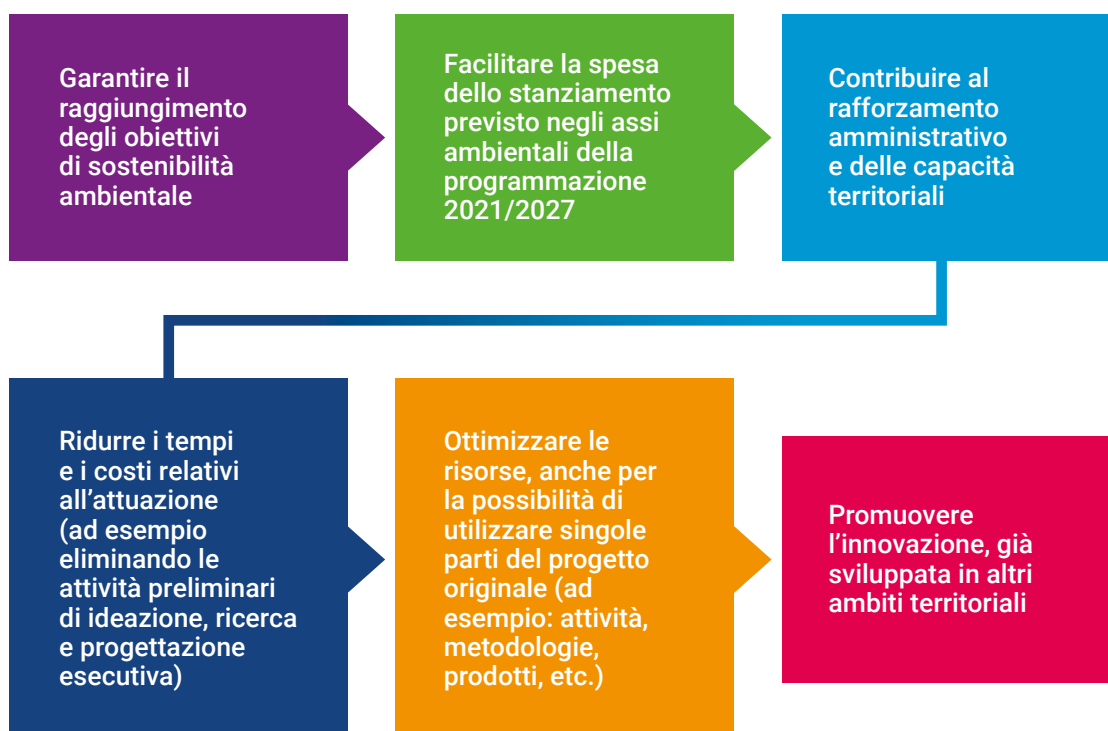 Garantire il
raggiungimento
degli obiettivi
di sostenibilità
ambientale
Facilitare la spesa
dello stanziamento
previsto negli assi
ambientali della
programmazione
2021/2027
Contribuire al
rafforzamento
amministrativo
e delle capacità
territoriali
Ridurre i tempi
e i costi relativi
all’attuazione
(ad esempio
eliminando le
attività preliminari
di ideazione, ricerca
e progettazione
esecutiva)
Ottimizzare le
risorse, anche per
la possibilità di
utilizzare singole
parti del progetto
originale (ad
esempio: attività,
metodologie,
prodotti, etc.)
Promuovere
l’innovazione, già
sviluppata in altri
ambiti territoriali